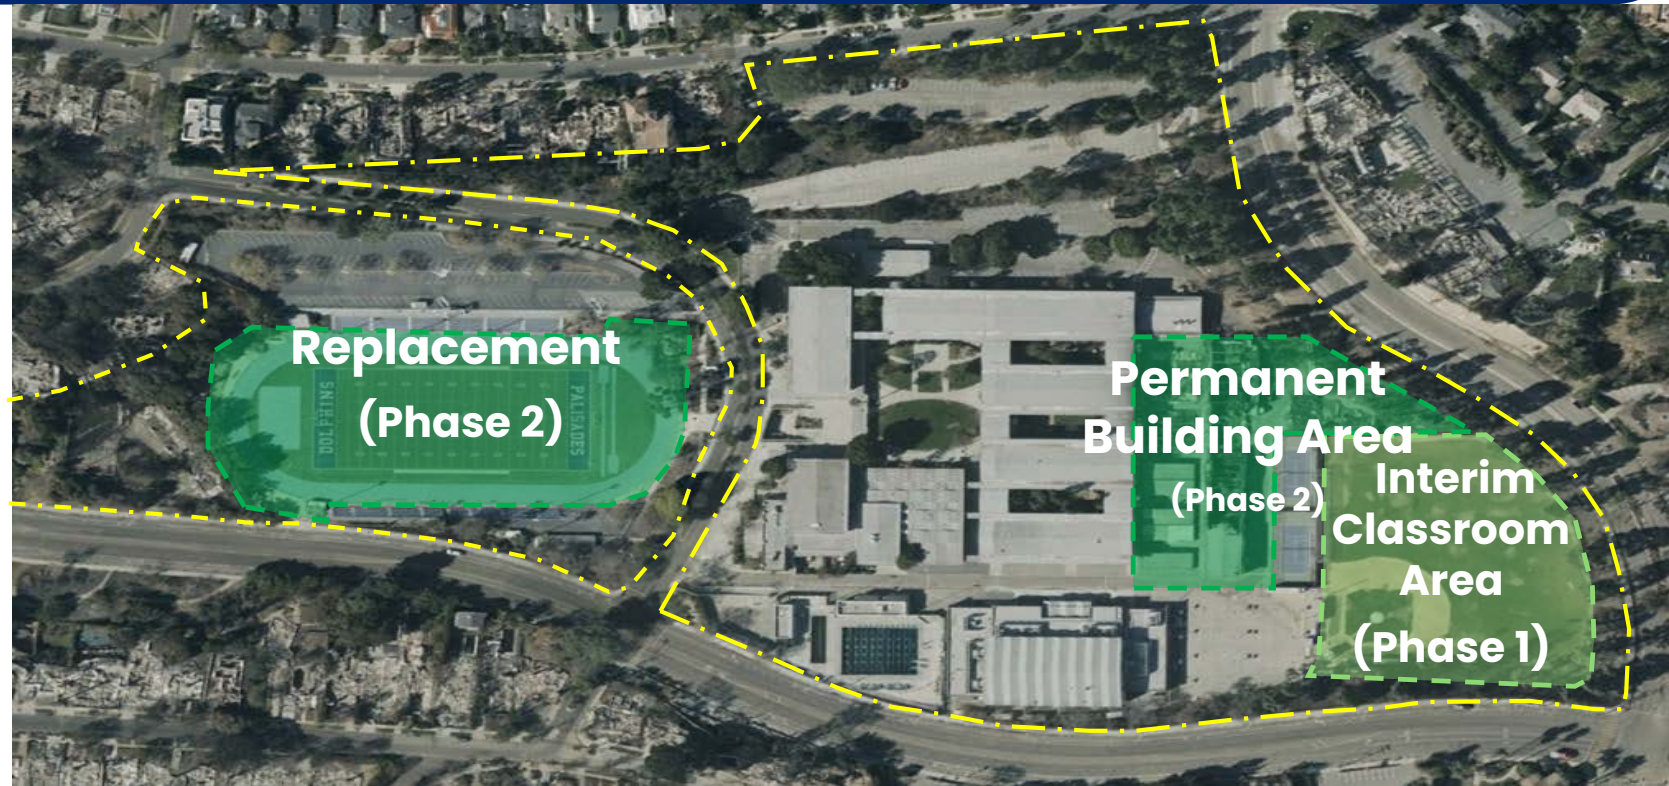 Replacement
(Phase 2)
DOLPHINS
PALISADES
Permanent
Building Area
(Phase 2)
Interim
Classroom
Area
(Phase 1)